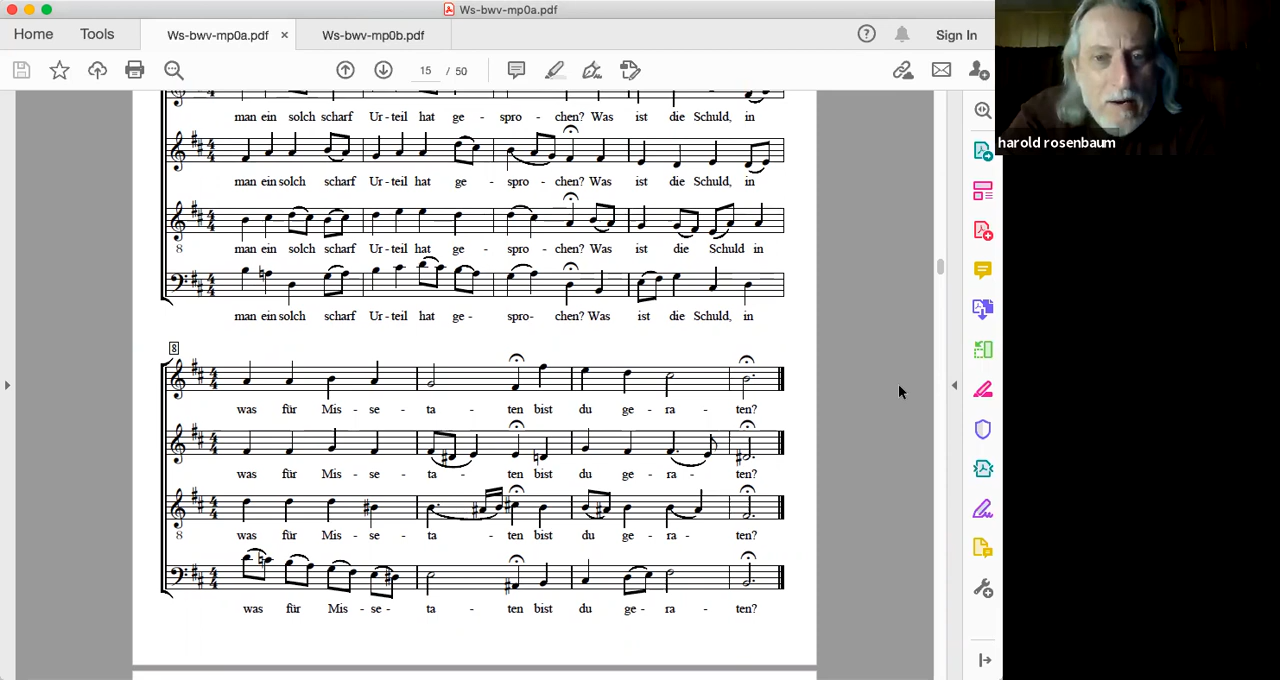 Ws-bwv-mp0a.pdf
Home Tools Ws-bwv-mp0a.pdf × Ws-bwv-mp0b.pdf ? Sign In
15 / 50
harold rosenbaum
man ein solch scharf Ur - teil hat ge - spro - chen? Was ist die Schuld, in
man ein solch scharf Ur - teil hat ge - spro - chen? Was ist die Schuld, in
8 man ein solch scharf Ur - teil hat ge - spro - chen? Was ist die Schuld in
man ein solch scharf Ur - teil hat ge - spro- chen? Was ist die Schuld, in
8
was für Mis - se - ta - ten bist du ge - ra - ten?
was für Mis - se - ta - ten bist du ge - ra - ten?
8 was für Mis - se - ta - ten bist du ge - ra - ten?
was für Mis - se - ta - ten bist du ge - ra - ten?